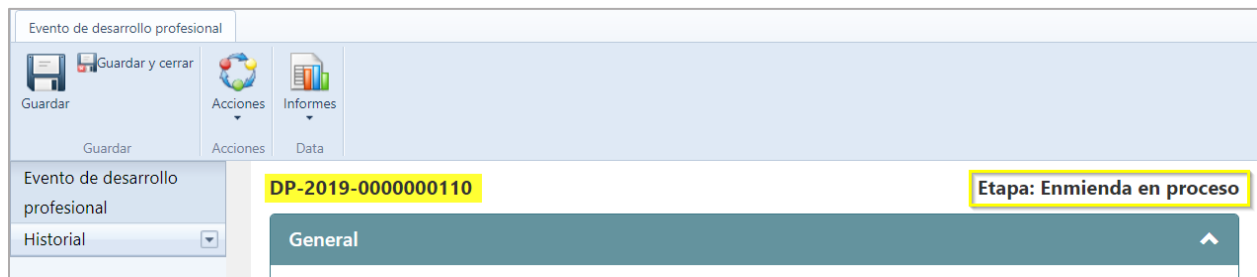 Evento de desarrollo profesional
Guardar
Guardar y cerrar
Acciones
Informes
Guardar
Acciones
Data
Evento de desarrollo
profesional
Historial
DP-2019-0000000110
Etapa: Enmienda en proceso
General